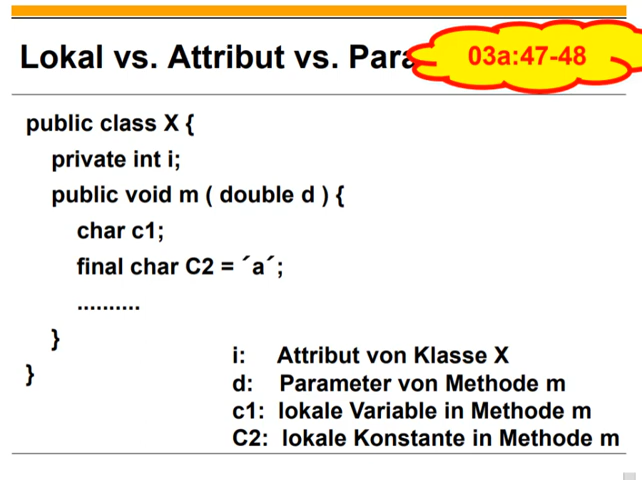 Lokal vs. Attribut vs. Para
03a:47-48
public class X {
private int i;
public void m ( double d ) {
char c1;
final char C2 = ´a´;
..........
}
}
i: Attribut von Klasse X
d: Parameter von Methode m
c1: lokale Variable in Methode m
C2: lokale Konstante in Methode m